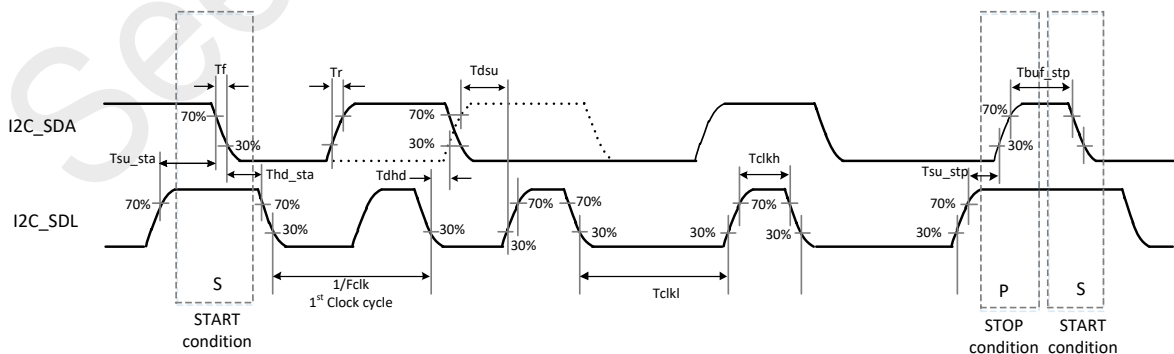 See
Tf
Tr
Tdsu
Tbuf_stp
I2C_SDA
70%
30%
70%
30%
70%
30%
Tsu_sta
Thd_sta
Tdhd
Tclkh
Tsu_stp
I2C_SDL
70%
70%
30%
30%
70%
30%
70%
30%
30%
70%
30%
70%
30%
1/Fclk
1st Clock cycle
Tclkl
S
START
condition
P
STOP
condition
S
START
condition